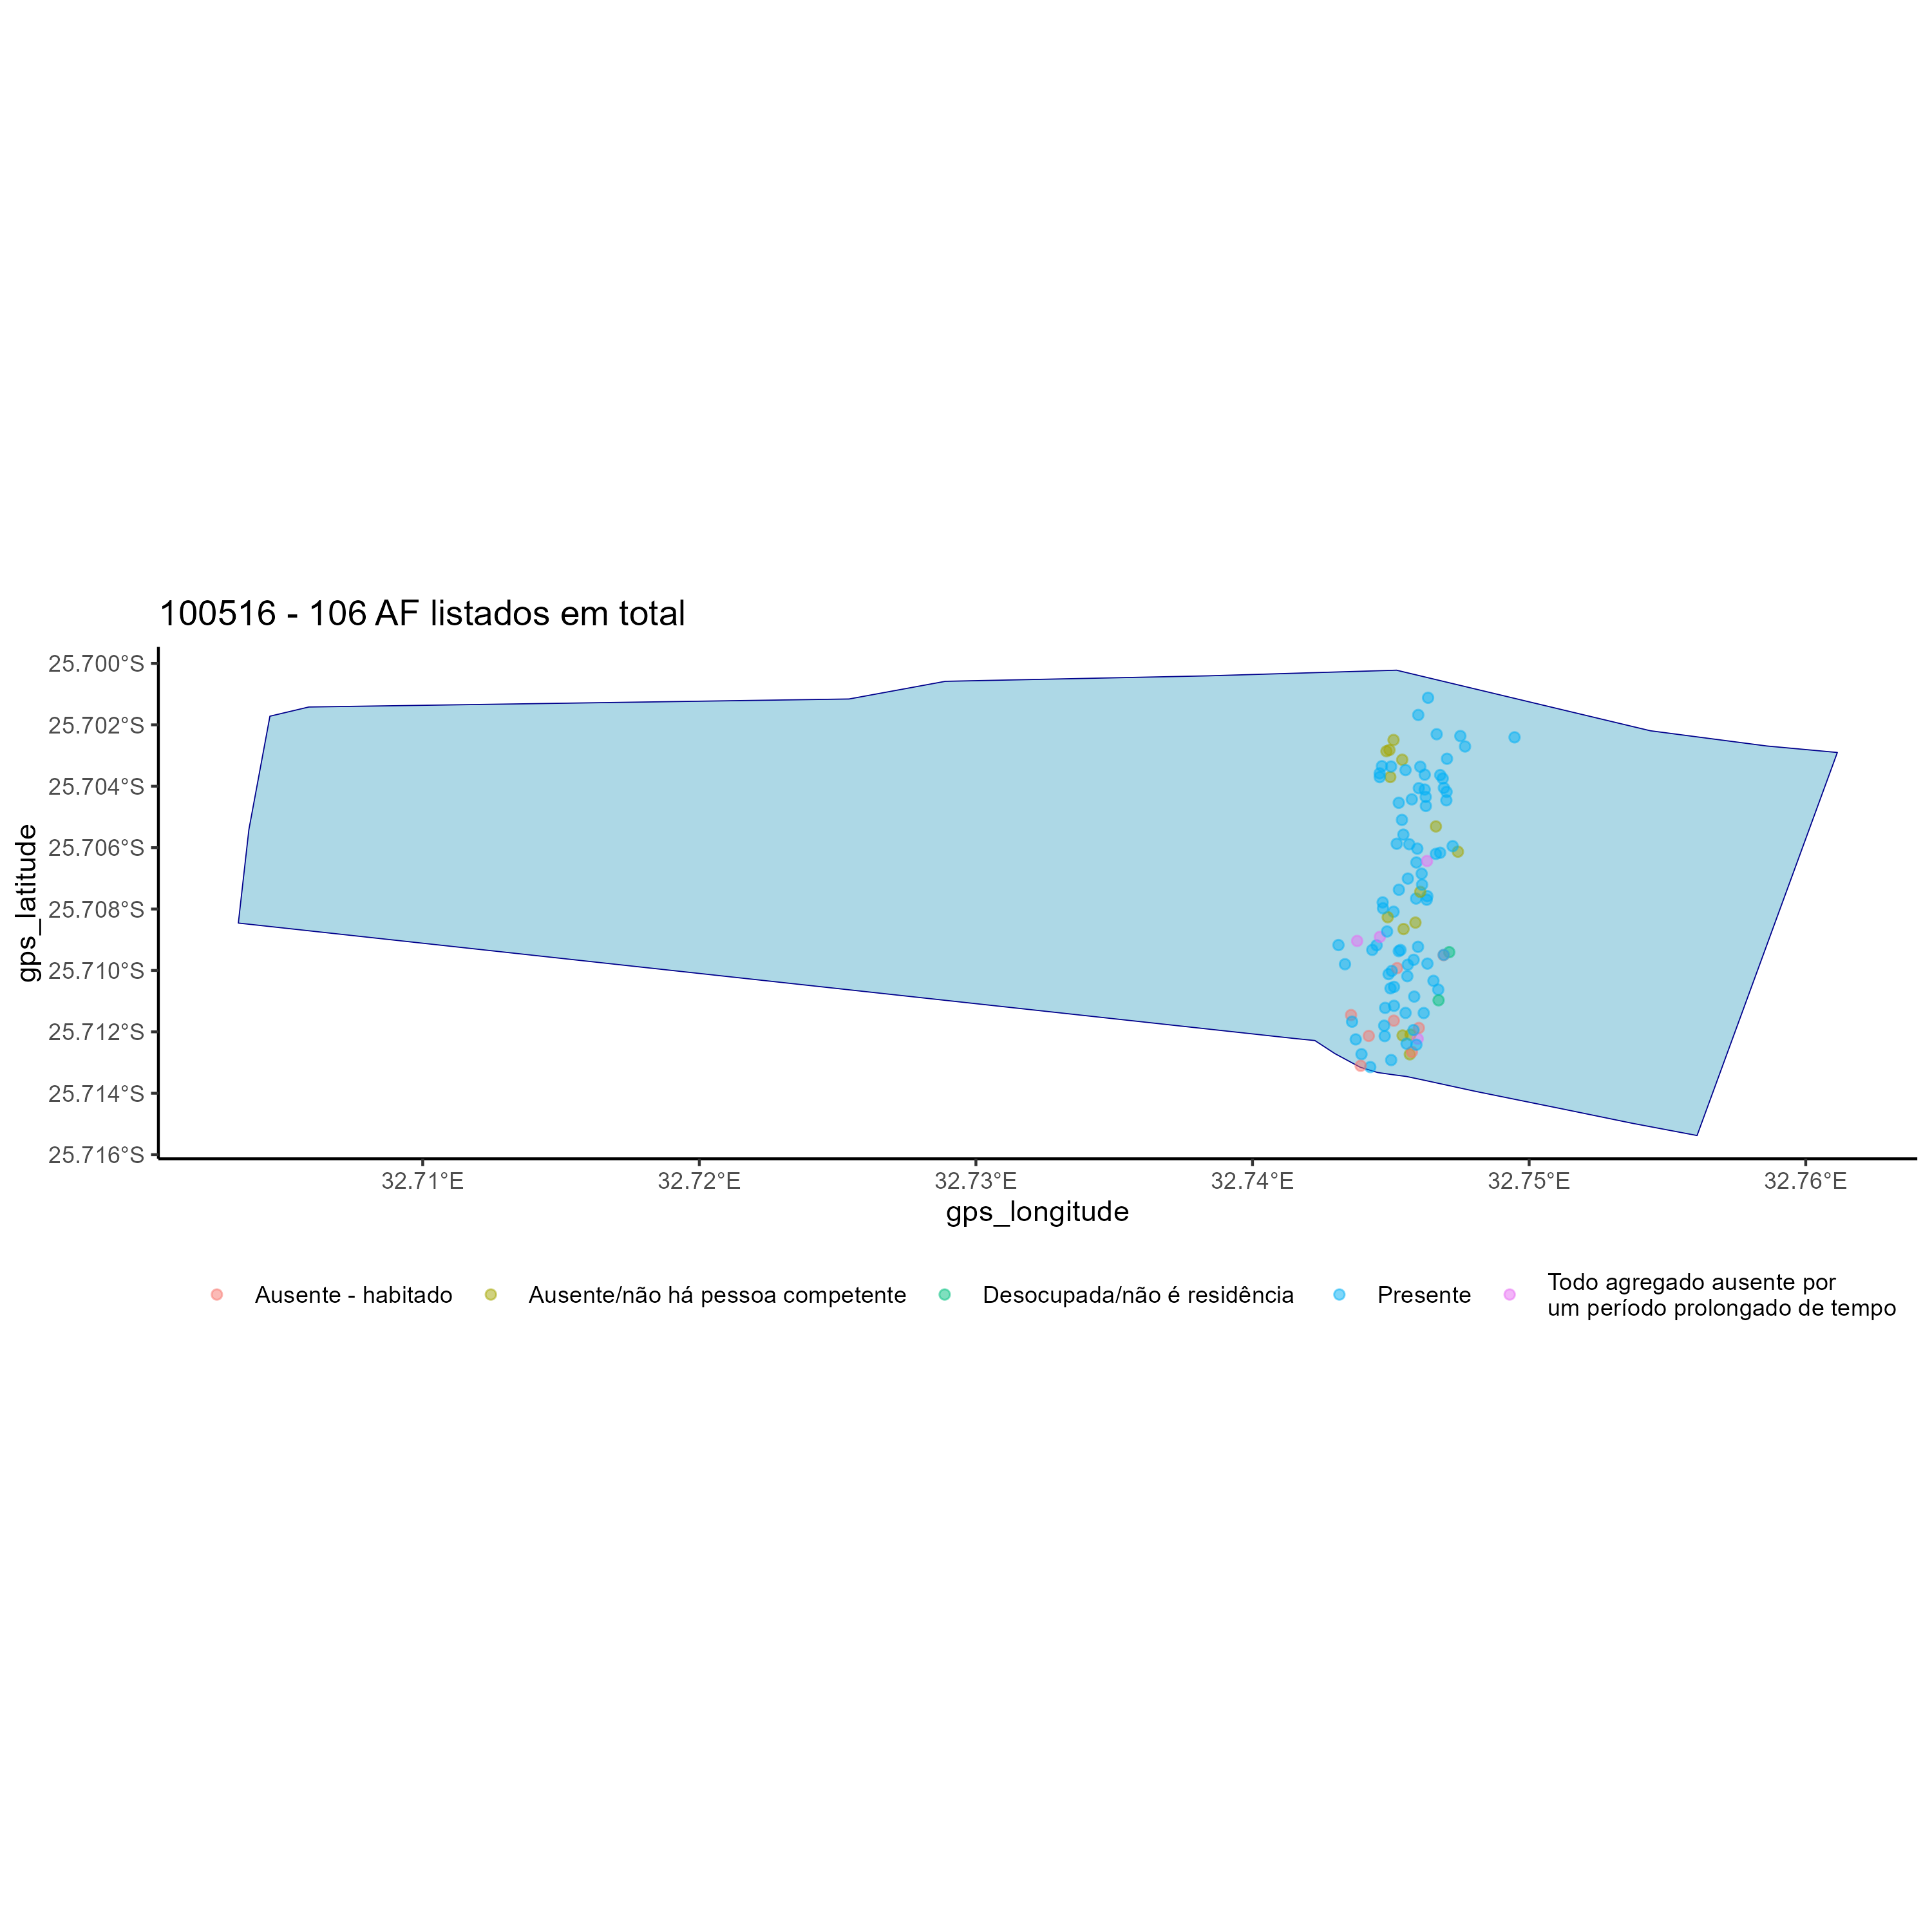 100516 - 106 AF listados em total
25.700°S
25.702°S
25.704°S
25.706°S
25.708°S
25.710°S
25.712°S
25.714°S
25.716°S
gps_latitude
32.71°E
32.72°E
32.73°E
32.74°E
32.75°E
32.76°E
gps_longitude
Ausente - habitado
Ausente/não há pessoa competente
Desocupada/não é residência
Presente
Todo agregado ausente por
um período prolongado de tempo